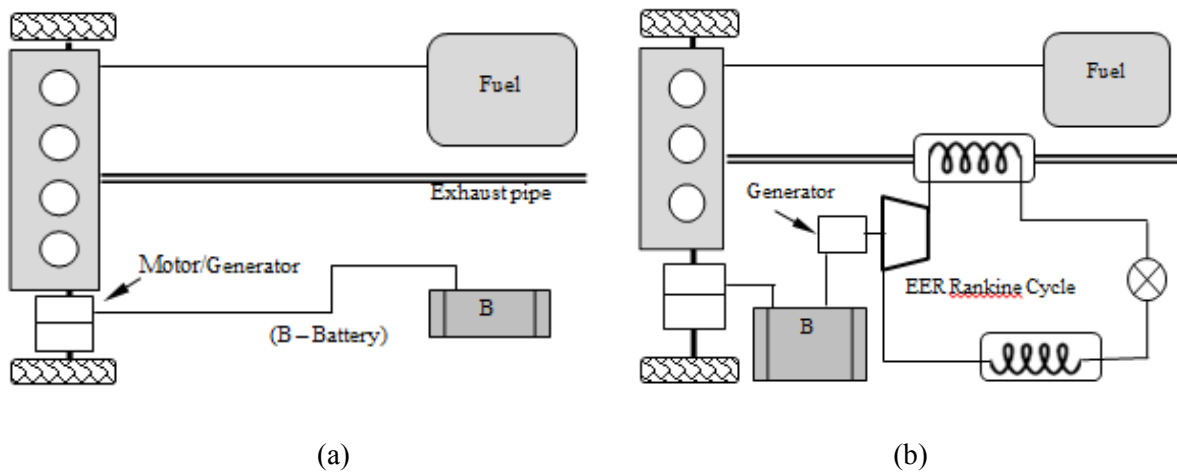 Fuel
Exhaust pipe
Motor/Generator
B
(B – Battery)
(a)
Fuel
Generator
EER Rankine Cycle
B
(b)